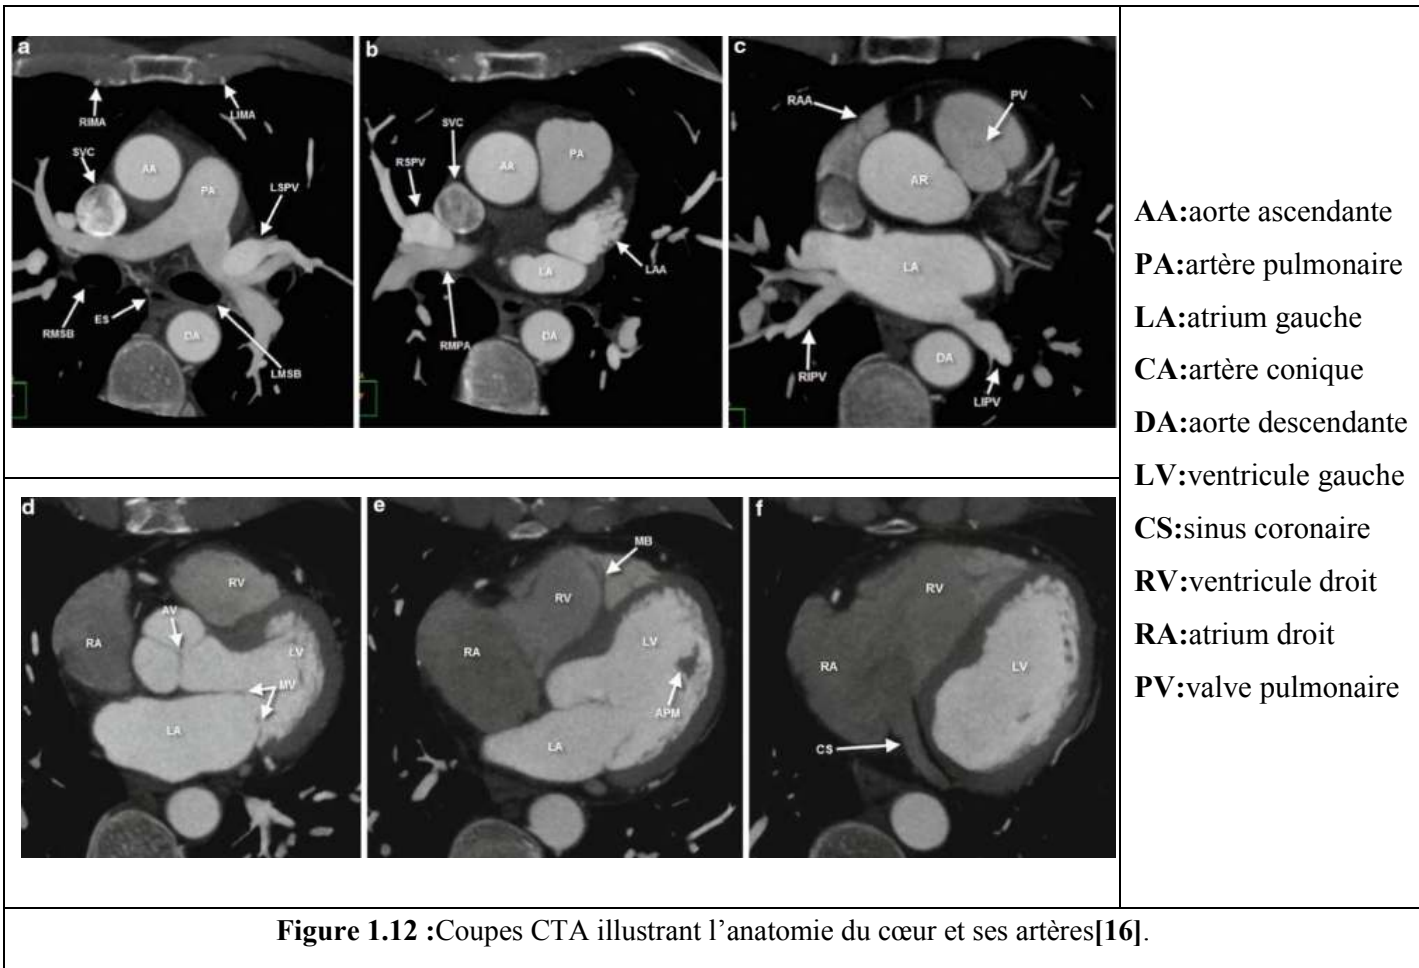 a
RIMA
LIMA
SVC
AA
PA
LSPV
RMSB
ES
DA
LMSB
b
SVC
RSPV
AA
PA
LA
LAA
RMPA
DA
c
RAA
PV
AR
LA
RIPV
DA
LIPV
AA:aorte ascendante
PA:artère pulmonaire
LA:atrium gauche
CA:artère conique
DA:aorte descendante
LV:ventricule gauche
CS:sinus coronaire
RV:ventricule droit
RA:atrium droit
PV:valve pulmonaire
d
RV
AV
RA
LV
MV
LA
e
MB
RV
LV
RA
APM
LA
f
RV
RA
LV
CS
Figure 1.12 :Coupes CTA illustrant l’anatomie du cœur et ses artères[16].